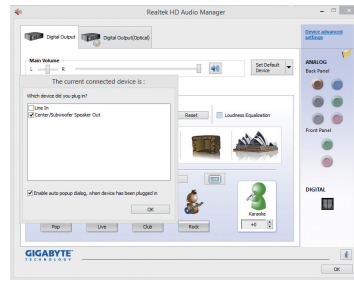 Realtek HD Audio Manager
Digital Output
Digital Output(Optical)
Device advanced
settings
Main Volume
L
R
Set Default
Device
ANALOG
Back Panel
The current connected device is :
Which device did you plug in?
Line In
Center/Subwoofer Speaker Out
Reset
Loudness Equalization
Front Panel
Enable auto popup dialog, when device has been plugged in
OK
Karaoke
+0
Pop
Live
Club
Rock
DIGITAL
GIGABYTE
TECHNOLOGY
i
OK